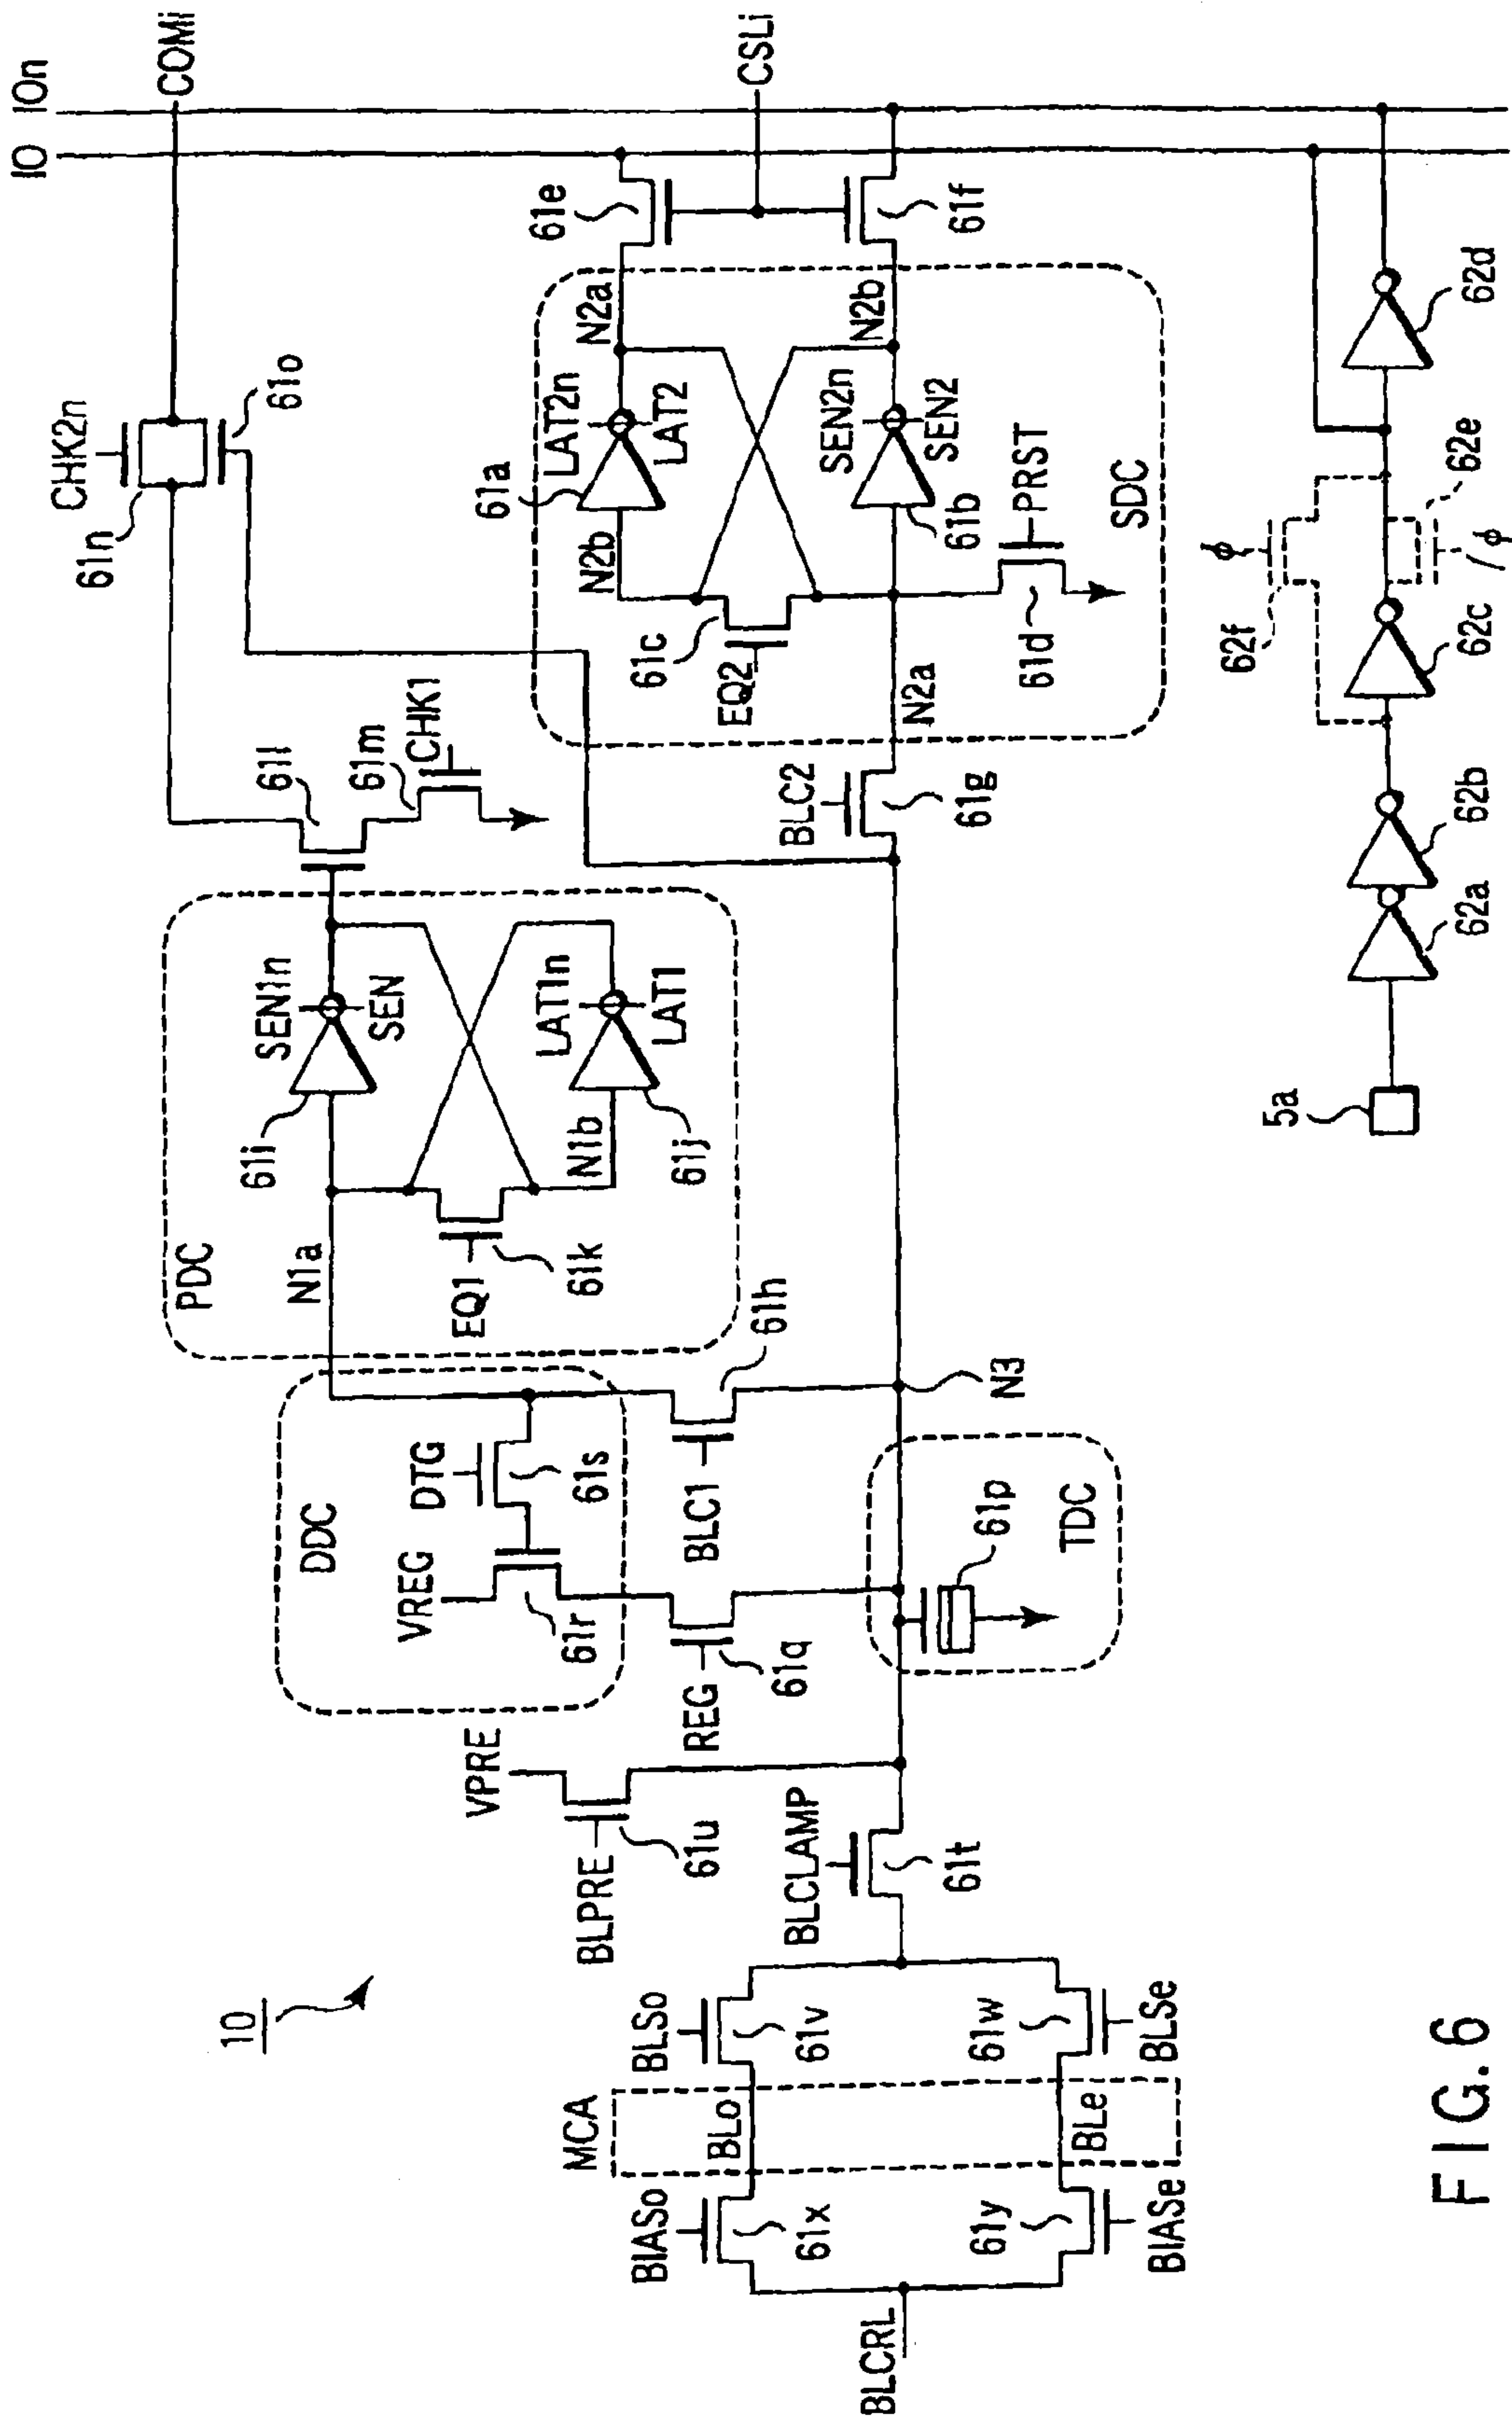 IO
IOn
COMi
CHK2n
61n
61o
CSLi
61e
61f
N2a
N2b
61a
LAT2n
LAT2
N2b
SEN2n
SEN2
61b
61c
EQ2
PRST
61d
N2a
SDC
61l
61m
CHK1
BLC2
61g
PDC
SEN1n
SEN
61i
N1a
LAT1n
LAT1
N1b
61j
EQ1
61k
DDC
DTG
61s
VREG
61r
BLC1
61h
N3
REG
61q
61p
TDC
VPRE
BLPRE
61u
BLCLAMP
61t
10
BLSo
61v
61w
BLSe
MCA
BLo
BLe
BIASo
61x
61y
BIASe
BLCRL
5a
62a
62b
62c
62f
ϕ
62e
/ϕ
62d
FIG. 6